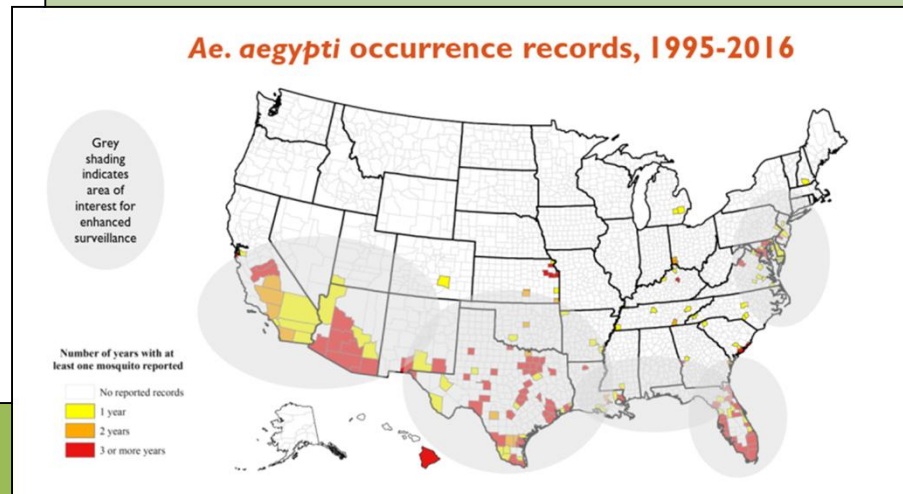 Ae. aegypti occurrence records, 1995-2016
Grey
shading
indicates
area of
interest for
enhanced
surveillance
Number of years with at
least one mosquito reported
No reported records
1 year
2 years
3 or more years